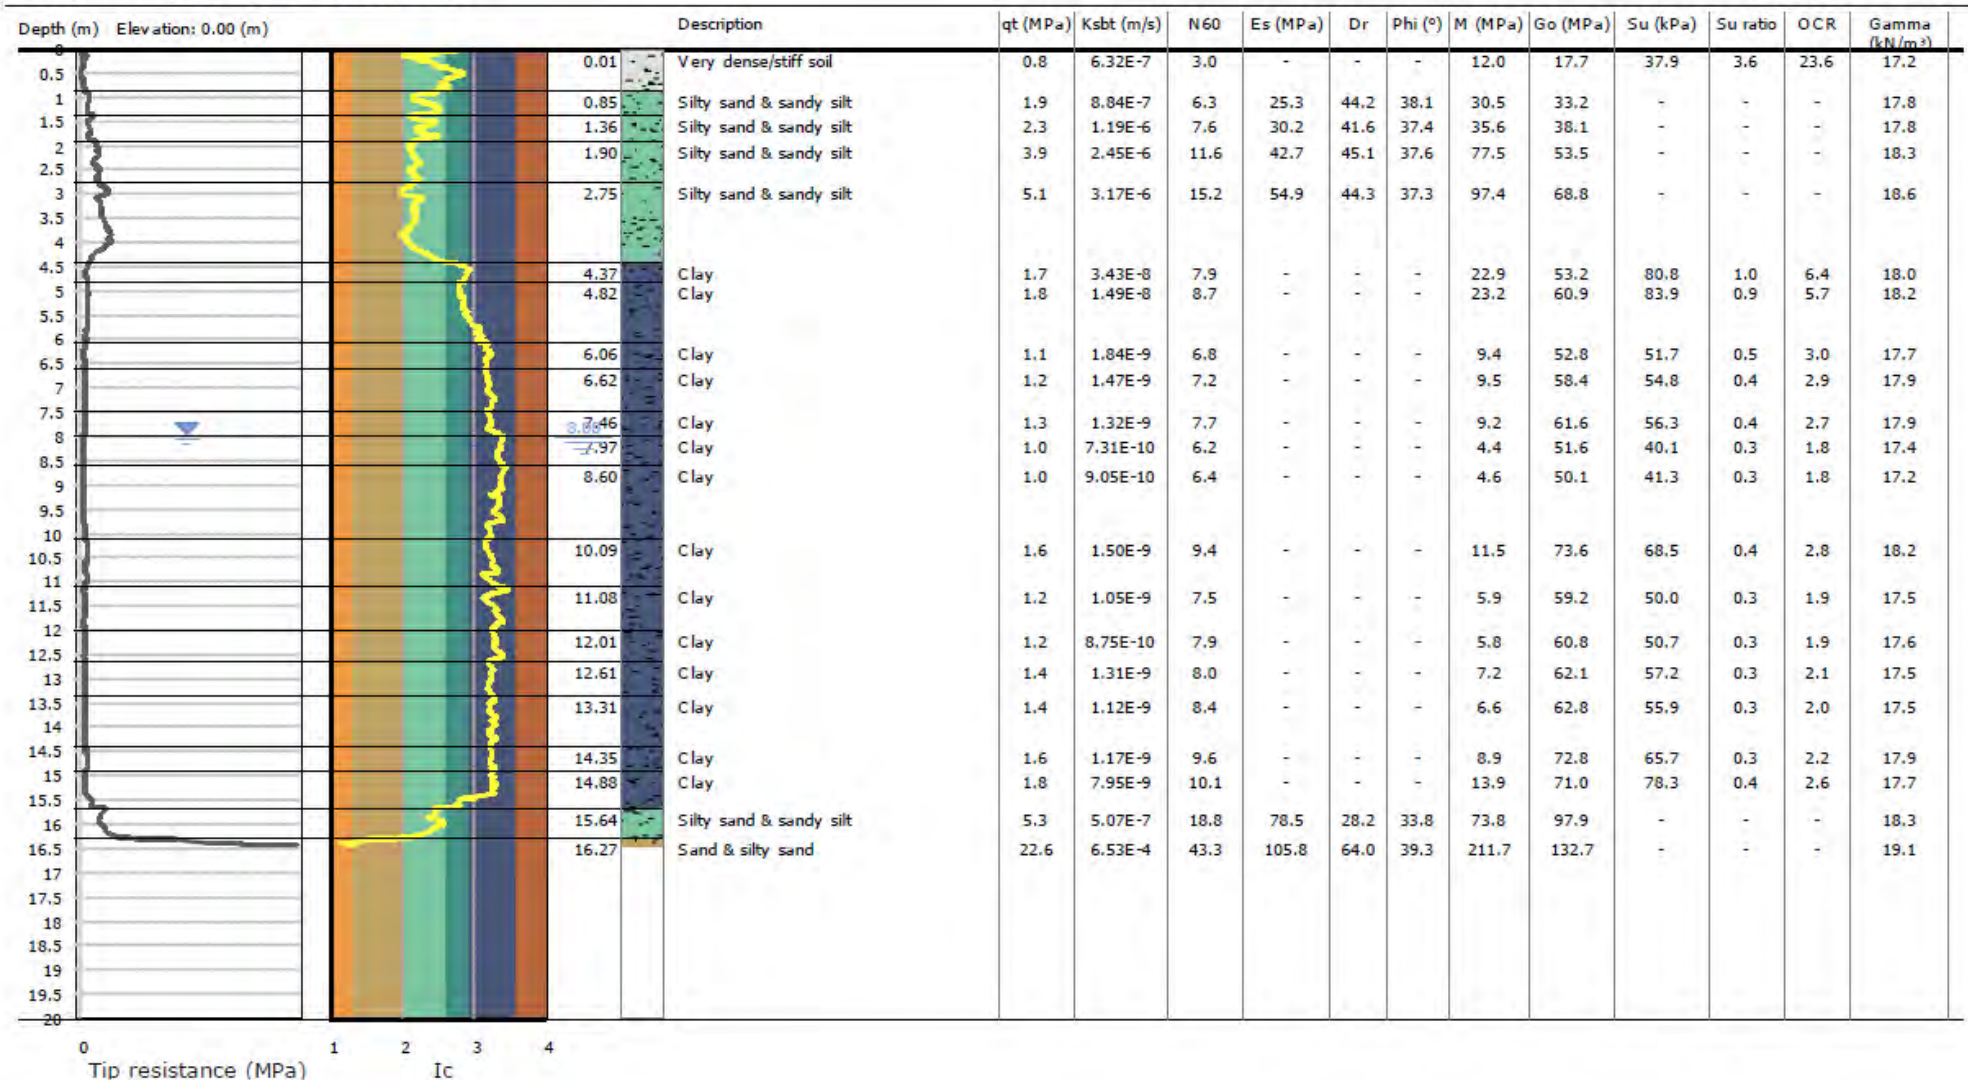 Depth (m) Elevation: 0.00 (m) Description qt (MPa) Ksbt (m/s) N60 Es (MPa) Dr Phi (°) M (MPa) Go (MPa) Su (kPa) Su ratio OCR Gamma (kN/m³)
0
0.01 Very dense/stiff soil 0.8 6.32E-7 3.0 - - - 12.0 17.7 37.9 3.6 23.6 17.2
0.5
1
0.85 Silty sand & sandy silt 1.9 8.84E-7 6.3 25.3 44.2 38.1 30.5 33.2 - - - 17.8
1.5
1.36 Silty sand & sandy silt 2.3 1.19E-6 7.6 30.2 41.6 37.4 35.6 38.1 - - - 17.8
2
1.90 Silty sand & sandy silt 3.9 2.45E-6 11.6 42.7 45.1 37.6 77.5 53.5 - - - 18.3
2.5
3
2.75 Silty sand & sandy silt 5.1 3.17E-6 15.2 54.9 44.3 37.3 97.4 68.8 - - - 18.6
3.5
4
4.5
4.37 Clay 1.7 3.43E-8 7.9 - - - 22.9 53.2 80.8 1.0 6.4 18.0
5
4.82 Clay 1.8 1.49E-8 8.7 - - - 23.2 60.9 83.9 0.9 5.7 18.2
5.5
6
6.06 Clay 1.1 1.84E-9 6.8 - - - 9.4 52.8 51.7 0.5 3.0 17.7
6.5
6.62 Clay 1.2 1.47E-9 7.2 - - - 9.5 58.4 54.8 0.4 2.9 17.9
7
7.5
7.46 Clay 1.3 1.32E-9 7.7 - - - 9.2 61.6 56.3 0.4 2.7 17.9
8
7.97 Clay 1.0 7.31E-10 6.2 - - - 4.4 51.6 40.1 0.3 1.8 17.4
8.5
8.60 Clay 1.0 9.05E-10 6.4 - - - 4.6 50.1 41.3 0.3 1.8 17.2
9
9.5
10
10.09 Clay 1.6 1.50E-9 9.4 - - - 11.5 73.6 68.5 0.4 2.8 18.2
10.5
11
11.08 Clay 1.2 1.05E-9 7.5 - - - 5.9 59.2 50.0 0.3 1.9 17.5
11.5
12
12.01 Clay 1.2 8.75E-10 7.9 - - - 5.8 60.8 50.7 0.3 1.9 17.6
12.5
12.61 Clay 1.4 1.31E-9 8.0 - - - 7.2 62.1 57.2 0.3 2.1 17.5
13
13.5
13.31 Clay 1.4 1.12E-9 8.4 - - - 6.6 62.8 55.9 0.3 2.0 17.5
14
14.5
14.35 Clay 1.6 1.17E-9 9.6 - - - 8.9 72.8 65.7 0.3 2.2 17.9
15
14.88 Clay 1.8 7.95E-9 10.1 - - - 13.9 71.0 78.3 0.4 2.6 17.7
15.5
16
15.64 Silty sand & sandy silt 5.3 5.07E-7 18.8 78.5 28.2 33.8 73.8 97.9 - - - 18.3
16.5
16.27 Sand & silty sand 22.6 6.53E-4 43.3 105.8 64.0 39.3 211.7 132.7 - - - 19.1
17
17.5
18
18.5
19
19.5
20
0 1 2 3 4
Tip resistance (MPa) Ic